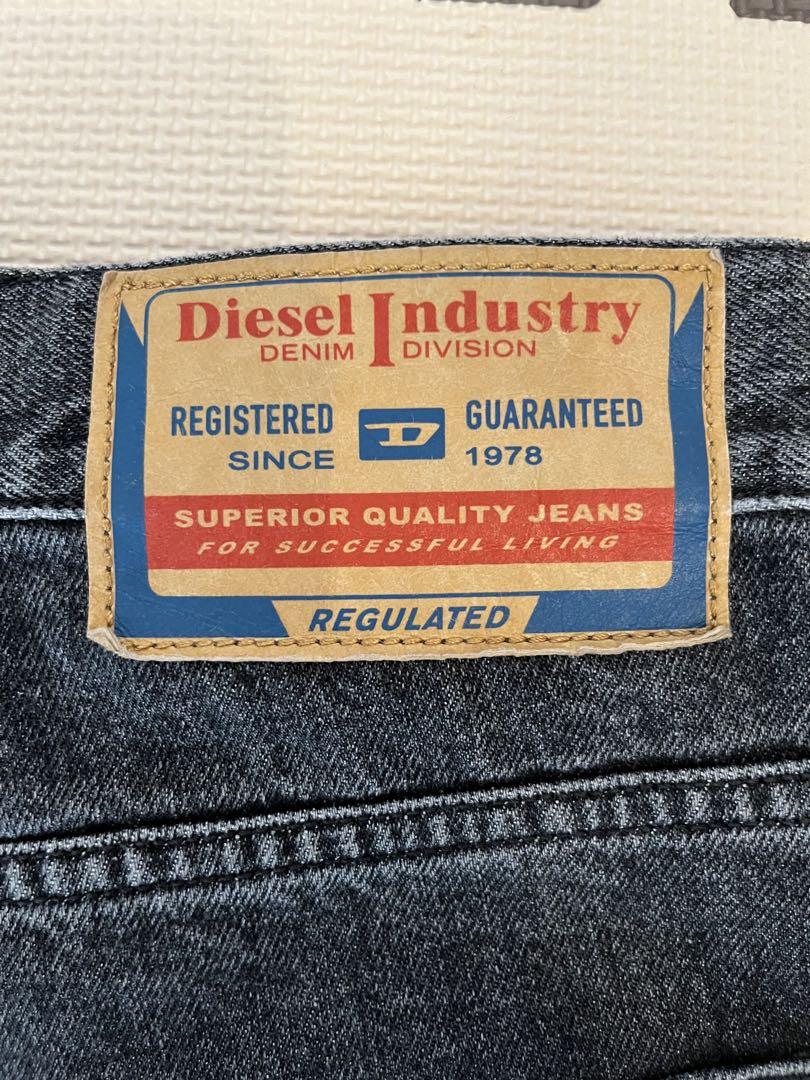 Diesel Industry
DENIM DIVISION
REGISTERED D GUARANTEED
SINCE 1978
SUPERIOR QUALITY JEANS
FOR SUCCESSFUL LIVING
REGULATED